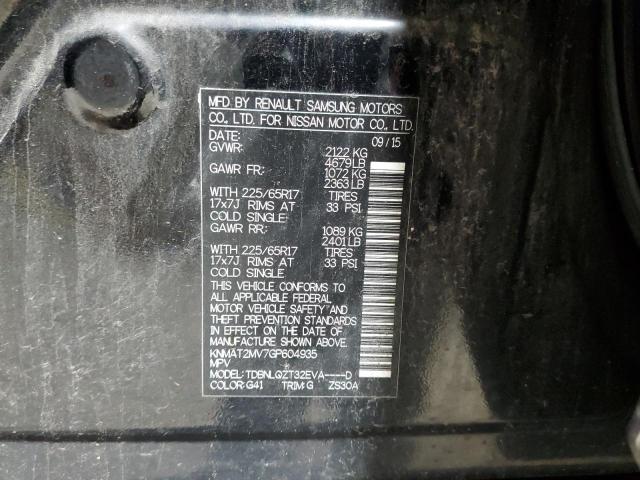 MFD. BY RENAULT SAMSUNG MOTORS
CO., LTD. FOR NISSAN MOTOR CO., LTD.
DATE: 09/15
GVWR: 2122 KG
4679LB
GAWR FR: 1072 KG
2363LB
WITH 225/65R17 TIRES
17x7J RIMS AT 33 PSI
COLD SINGLE:
GAWR RR: 1089 KG
2401LB
WITH 225/65R17 TIRES
17x7J RIMS AT 33 PSI
COLD SINGLE
THIS VEHICLE CONFORMS TO
ALL APPLICABLE FEDERAL
MOTOR VEHICLE SAFETY AND
THEFT PREVENTION STANDARDS
IN EFFECT ON THE DATE OF
MANUFACTURE SHOWN ABOVE.
KNMAT2MV7GP604935
MPV
MODEL: TDBNLQZT32EVA----D
COLOR:G41 TRIM:G ZS30A